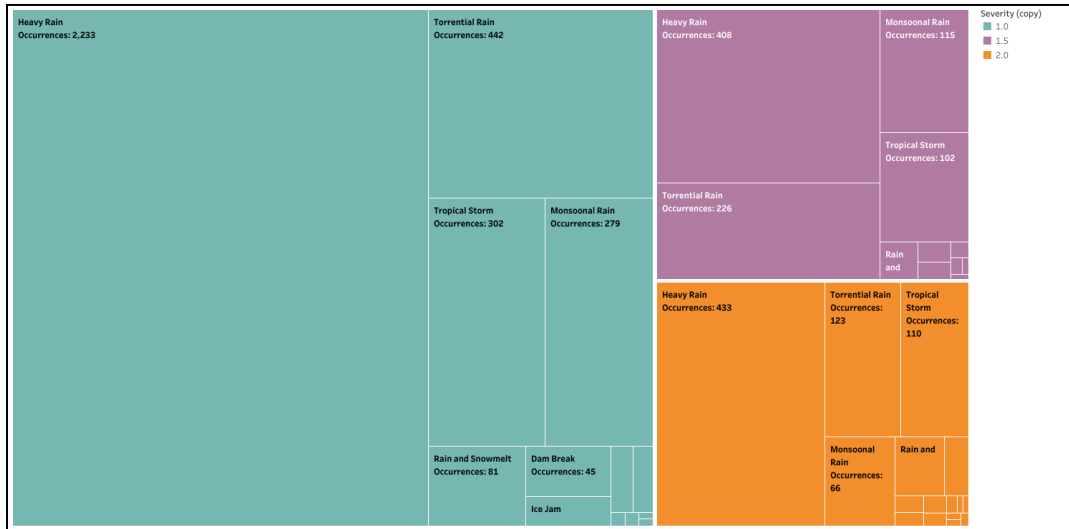 Heavy Rain
Occurrences: 2,233
Torrential Rain
Occurrences: 442
Tropical Storm
Occurrences: 302
Monsoonal Rain
Occurrences: 279
Rain and Snowmelt
Occurrences: 81
Dam Break
Occurrences: 45
Ice Jam
Heavy Rain
Occurrences: 408
Monsoonal Rain
Occurrences: 115
Tropical Storm
Occurrences: 102
Torrential Rain
Occurrences: 226
Rain
and
Heavy Rain
Occurrences: 433
Torrential Rain
Occurrences:
123
Tropical
Storm
Occurrences:
110
Monsoonal
Rain
Occurrences:
66
Rain and
Severity (copy)
1.0
1.5
2.0